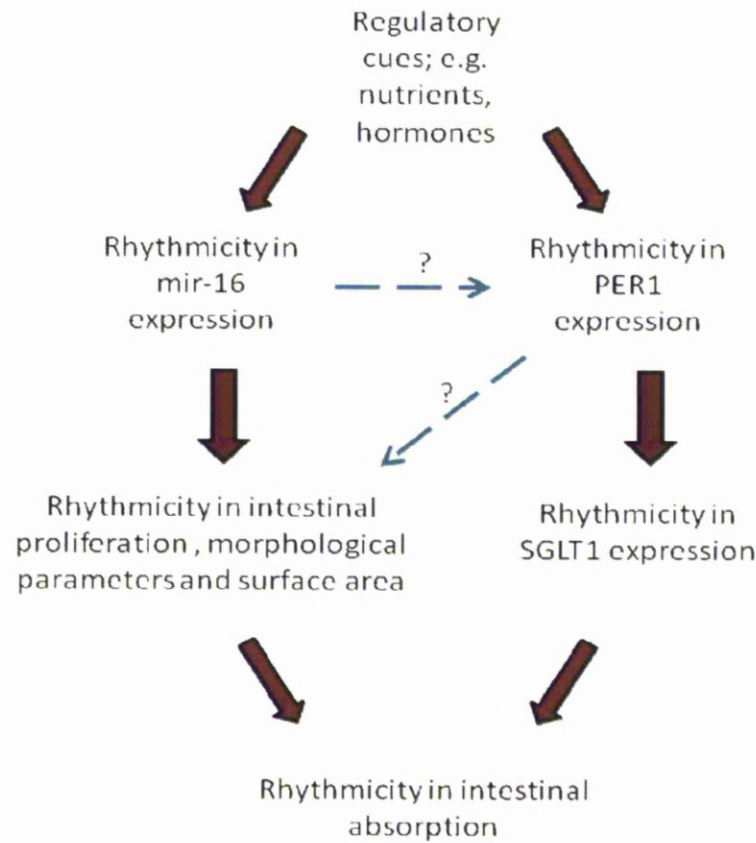 Regulatory
cues; e.g.
nutrients,
hormones
Rhythmicity in
mir-16
expression
?
Rhythmicity in
PER1
expression
?
Rhythmicity in intestinal
proliferation , morphological
parameters and surface area
Rhythmicity in
SGLT1 expression
Rhythmicity in intestinal
absorption